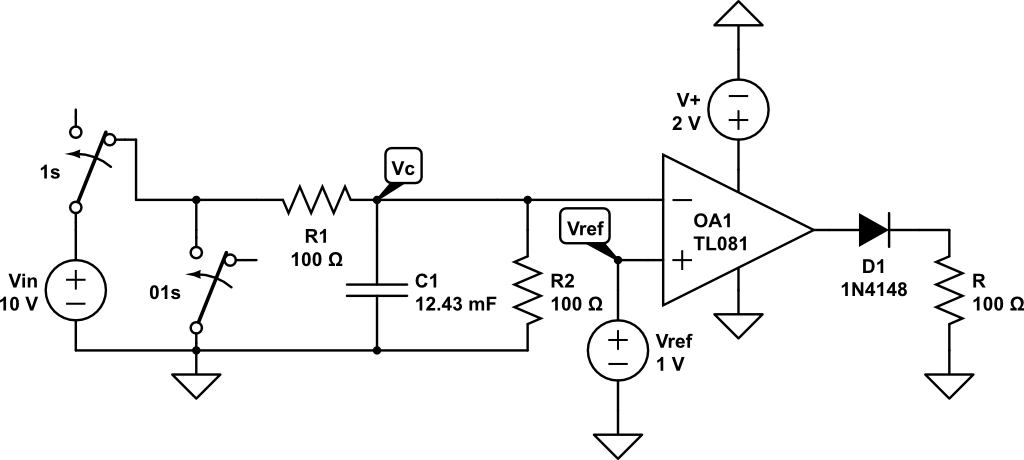 V+
2 V
1s
Vc
Vref
OA1
TL081
R1
100 Ω
Vin
10 V
01s
C1
12.43 mF
R2
100 Ω
D1
1N4148
R
100 Ω
Vref
1 V